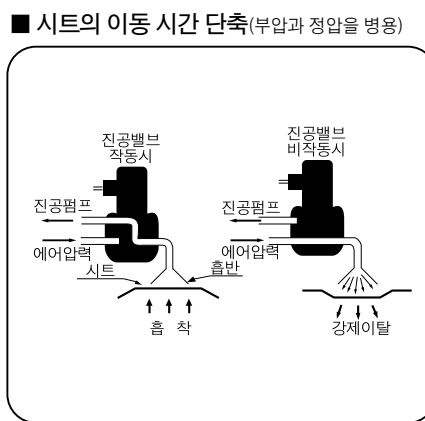 ■ 시트의 이동 시간 단축(부압과 정압을 병용)
진공밸브
작동시
진공펌프
에어압력
시트
흡반
흡 착
진공밸브
비작동시
진공펌프
에어압력
강제이탈